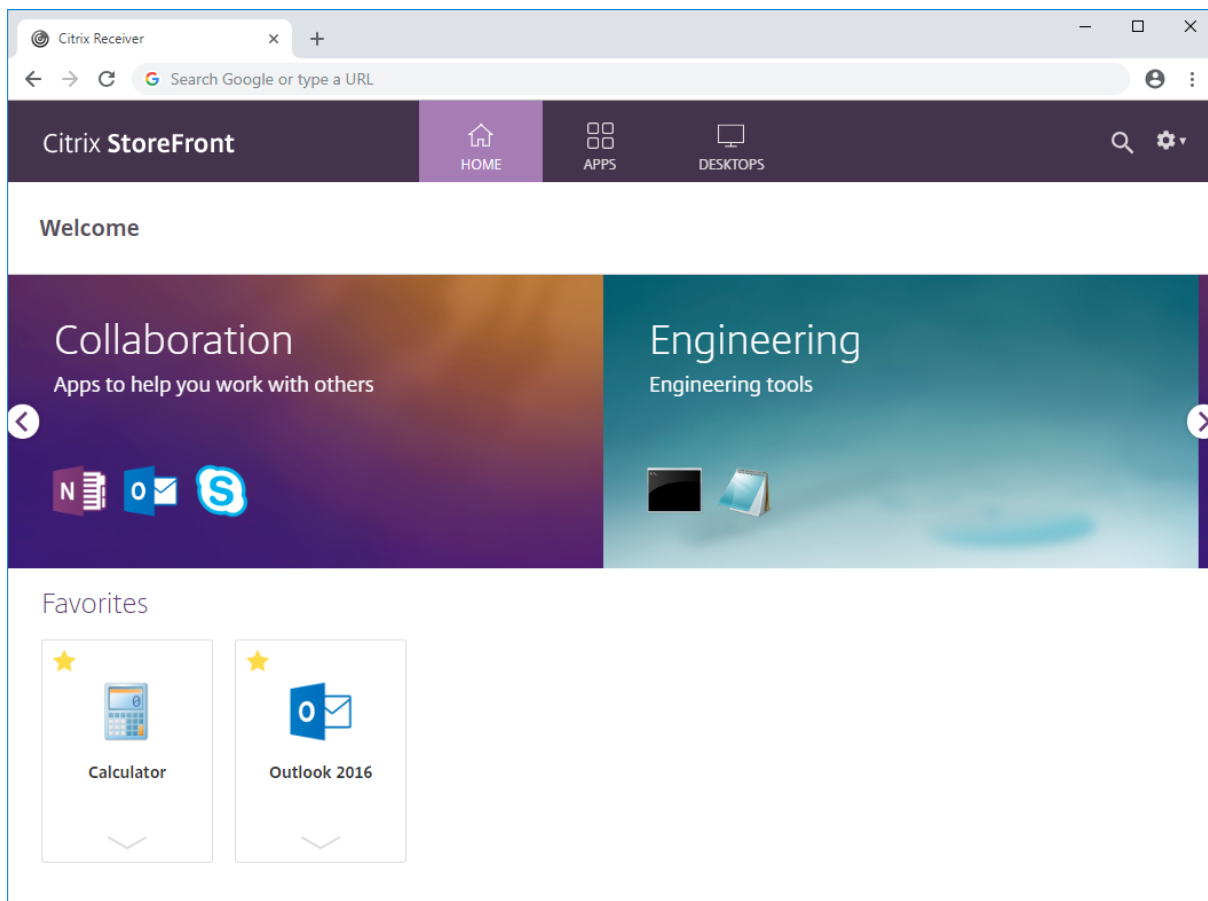 Citrix Receiver
Search Google or type a URL
Citrix StoreFront
HOME
APPS
DESKTOPS
Welcome
Collaboration
Apps to help you work with others
Engineering
Engineering tools
N
O
S
Favorites
0
Calculator
O
Outlook 2016